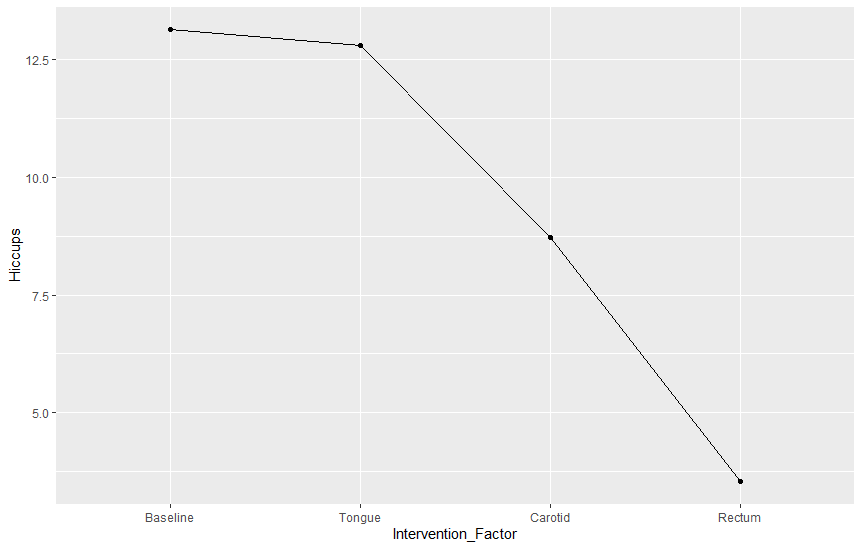 Hiccups
12.5
10.0
7.5
5.0
Baseline Tongue Carotid Rectum
Intervention_Factor